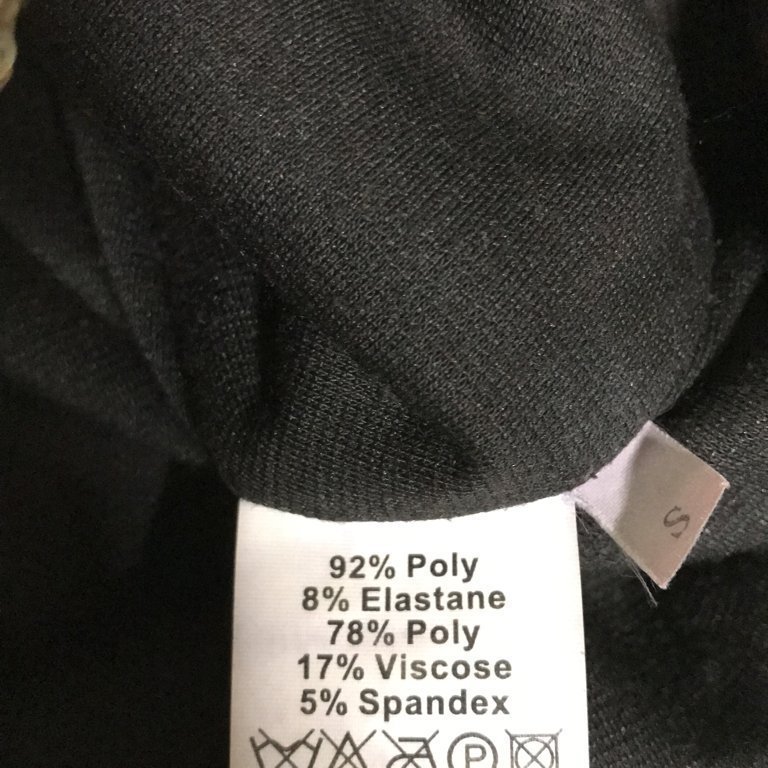 S
92% Poly
8% Elastane
78% Poly
17% Viscose
5% Spandex
P